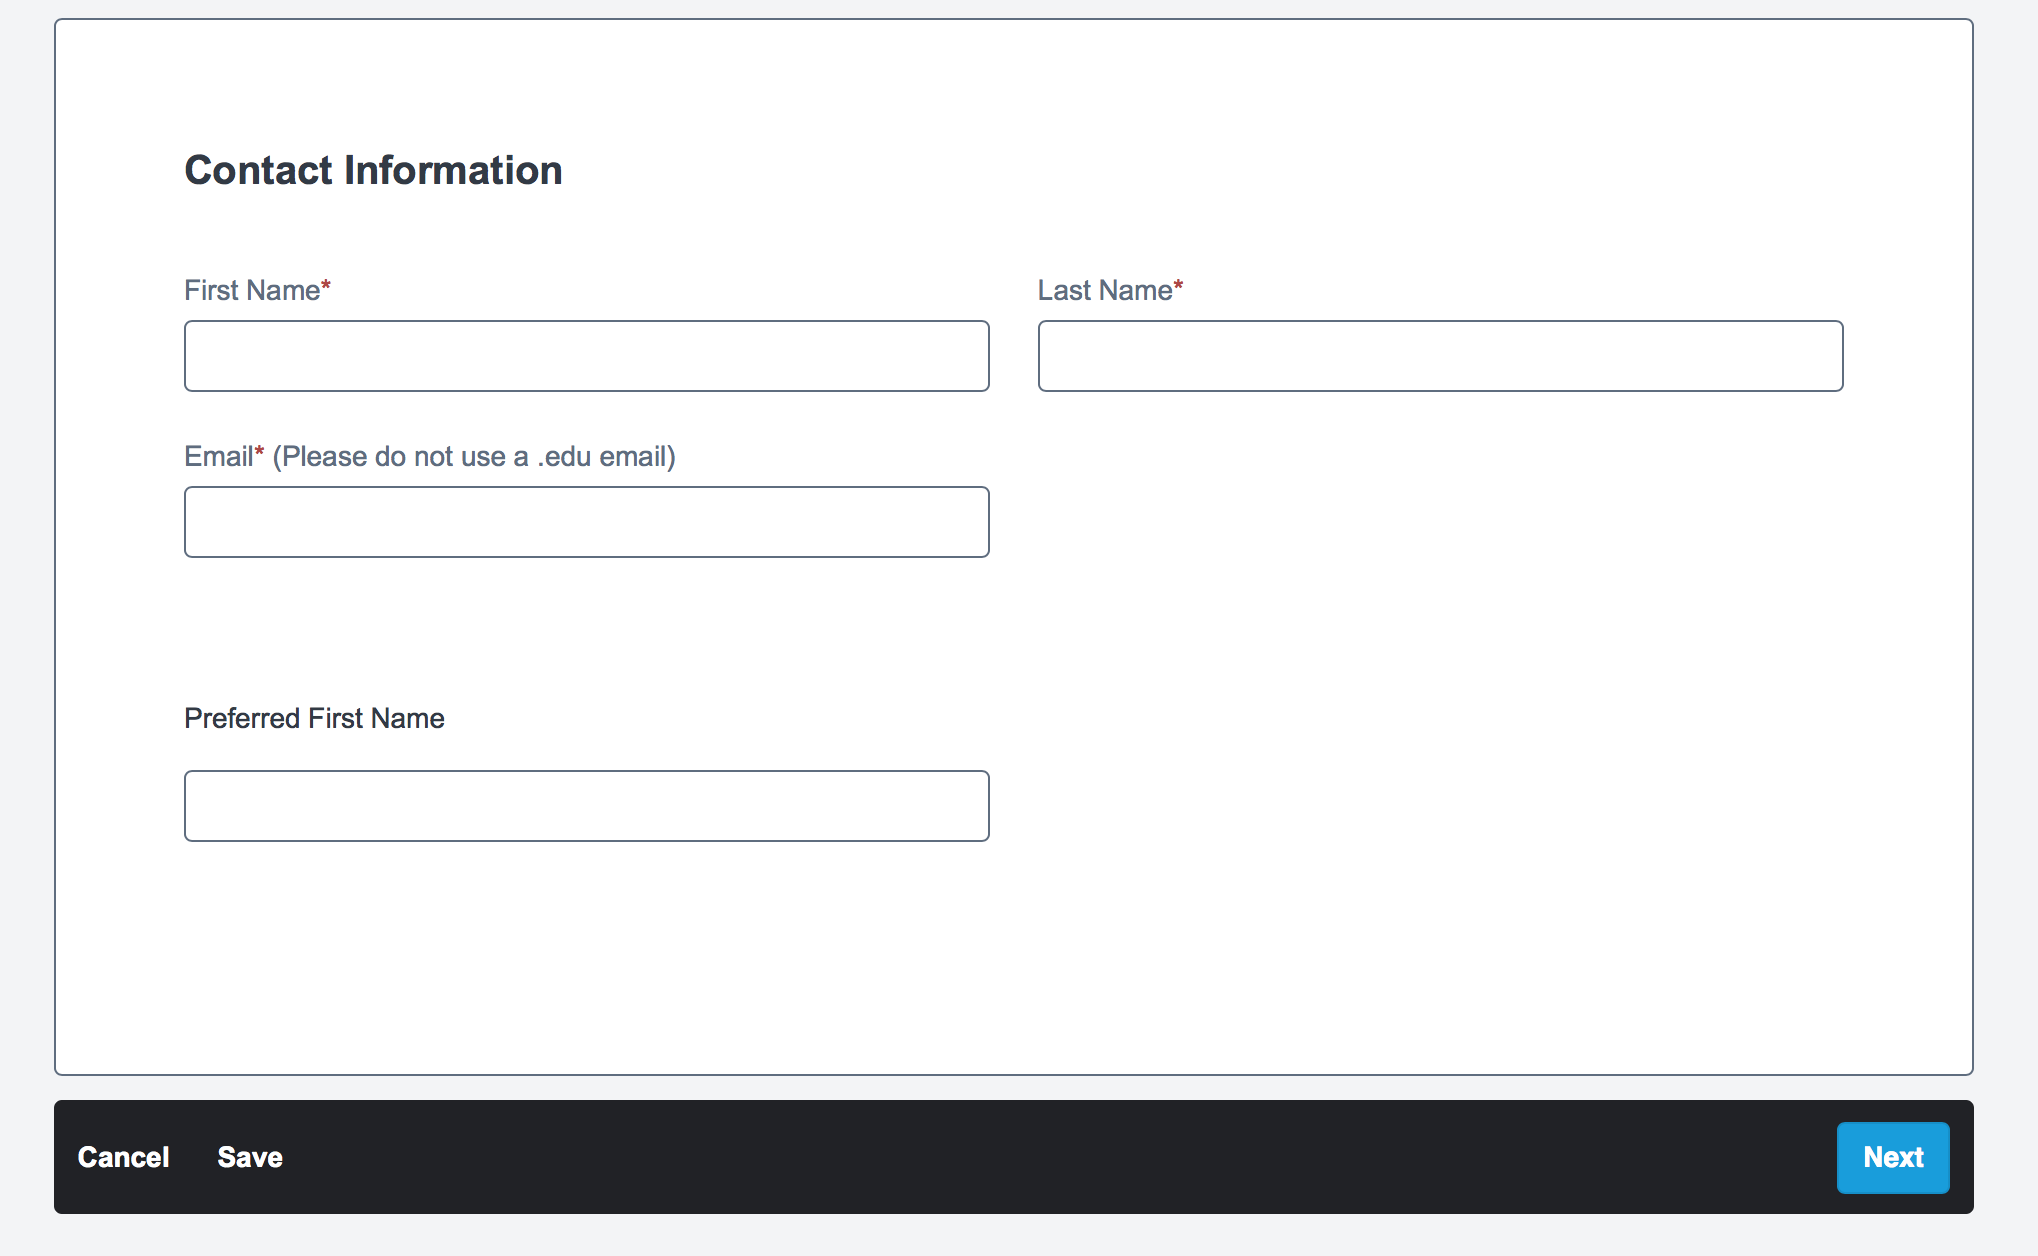 Contact Information
First Name* Last Name*
Email* (Please do not use a .edu email)
Preferred First Name
Cancel Save Next